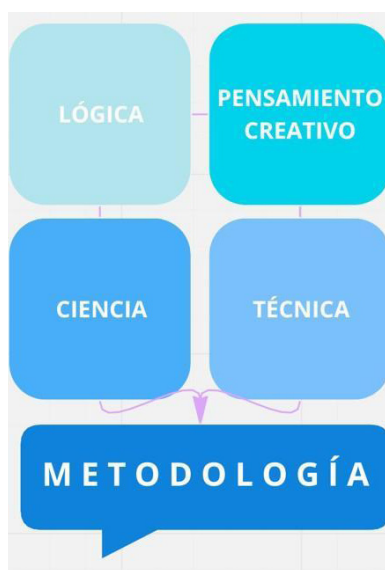 LÓGICA
PENSAMIENTO
CREATIVO
CIENCIA
TÉCNICA
METODOLOGÍA